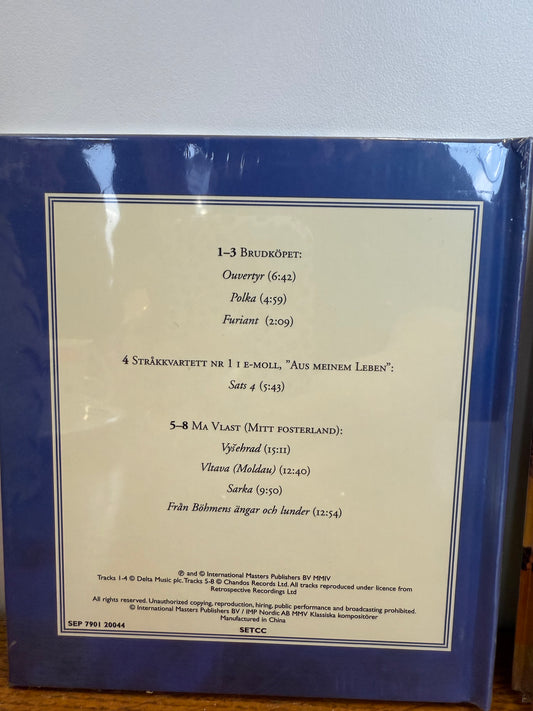 1–3 BRUDKÖPET:
Ouvertyr (6:42)
Polka (4:59)
Furiant (2:09)
4 STRÅKKVARTETT NR 1 I E-MOLL, ”AUS MEINEM LEBEN”:
Sats 4 (5:43)
5–8 MA VLAST (MITT FOSTERLAND):
Vyšehrad (15:11)
Vltava (Moldau) (12:40)
Sarka (9:50)
Från Böhmens ängar och lunder (12:54)
℗ and © International Masters Publishers BV MMIV
Tracks 1-4 © Delta Music plc. Tracks 5-8 © Chandos Records Ltd. All tracks reproduced under licence from
Retrospective Recordings Ltd
All rights reserved. Unauthorized copying, reproduction, hiring, public performance and broadcasting prohibited.
© International Masters Publishers BV / IMP Nordic AB MMV Klassiska kompositörer
Manufactured in China
SEP 7901 20044
SETCC